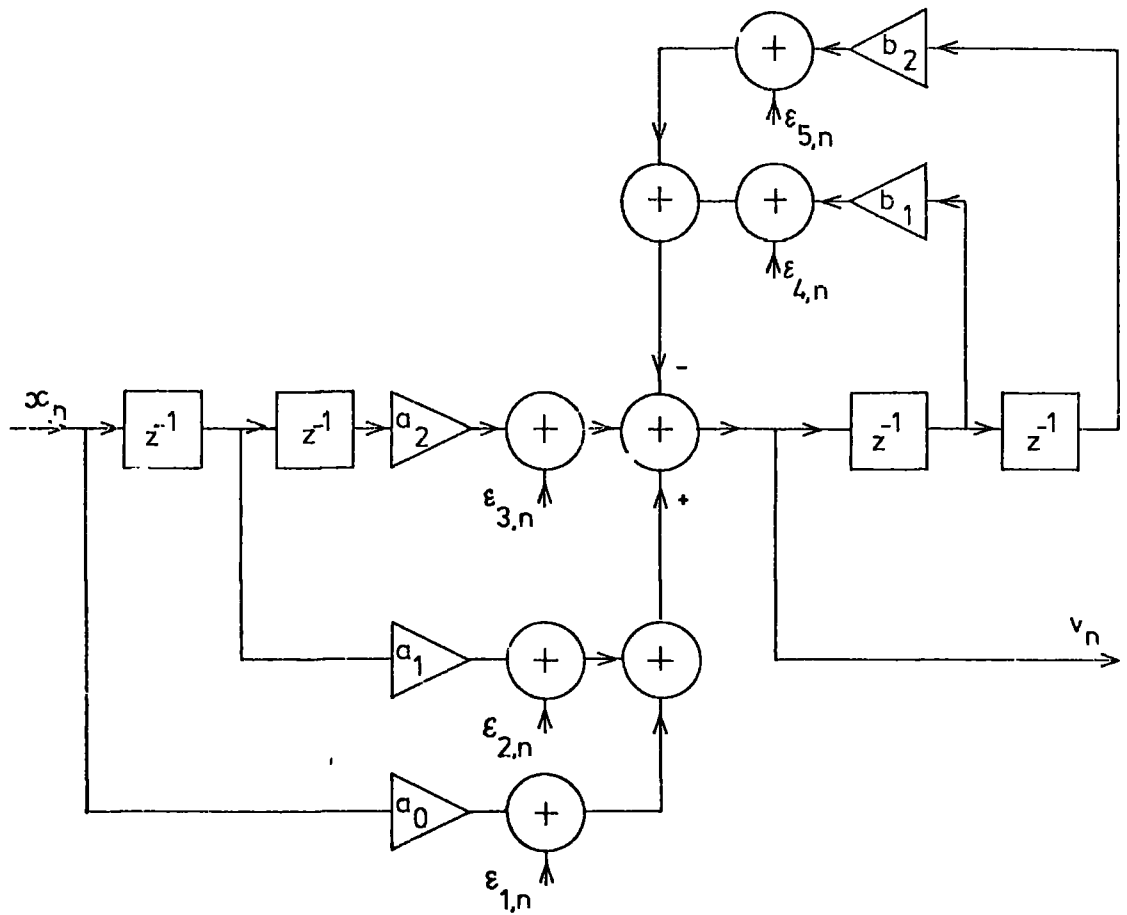 +
b₂
ε₅,ₙ
+
+
b₁
ε₄,ₙ
-
xₙ
z⁻¹
z⁻¹
a₂
+
+
z⁻¹
z⁻¹
ε₃,ₙ
+
vₙ
a₁
+
+
ε₂,ₙ
a₀
+
ε₁,ₙ